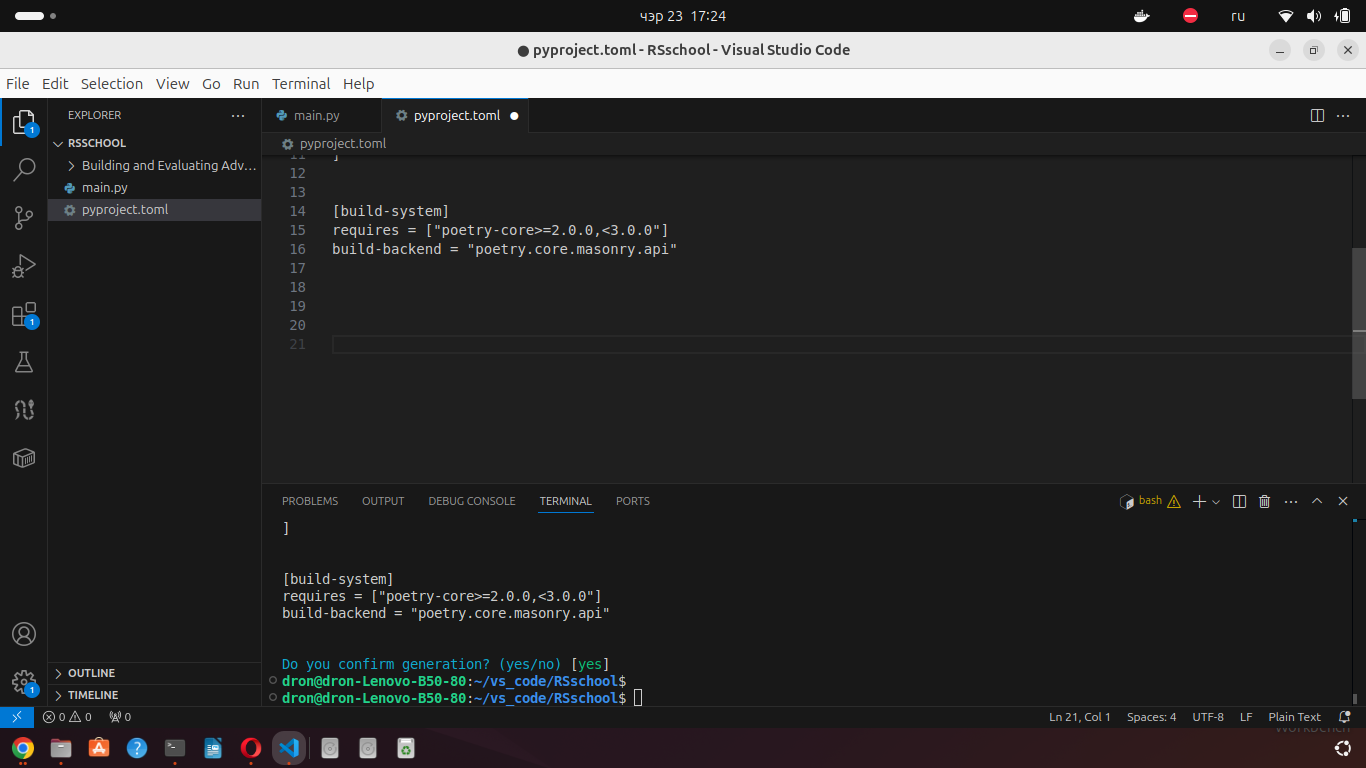 чэр 23 17:24
ru
● pyproject.toml - RSschool - Visual Studio Code
File Edit Selection View Go Run Terminal Help
EXPLORER
RSSCHOOL
Building and Evaluating Adv...
main.py
pyproject.toml
OUTLINE
TIMELINE
1
1
1
main.py
pyproject.toml
pyproject.toml
11 ]
12
13
14 [build-system]
15 requires = ["poetry-core>=2.0.0,<3.0.0"]
16 build-backend = "poetry.core.masonry.api"
17
18
19
20
21
PROBLEMS OUTPUT DEBUG CONSOLE TERMINAL PORTS
bash
]
[build-system]
requires = ["poetry-core>=2.0.0,<3.0.0"]
build-backend = "poetry.core.masonry.api"
Do you confirm generation? (yes/no) [yes]
dron@dron-Lenovo-B50-80:~/vs_code/RSschool$
dron@dron-Lenovo-B50-80:~/vs_code/RSschool$
0 0 0 Ln 21, Col 1 Spaces: 4 UTF-8 LF Plain Text